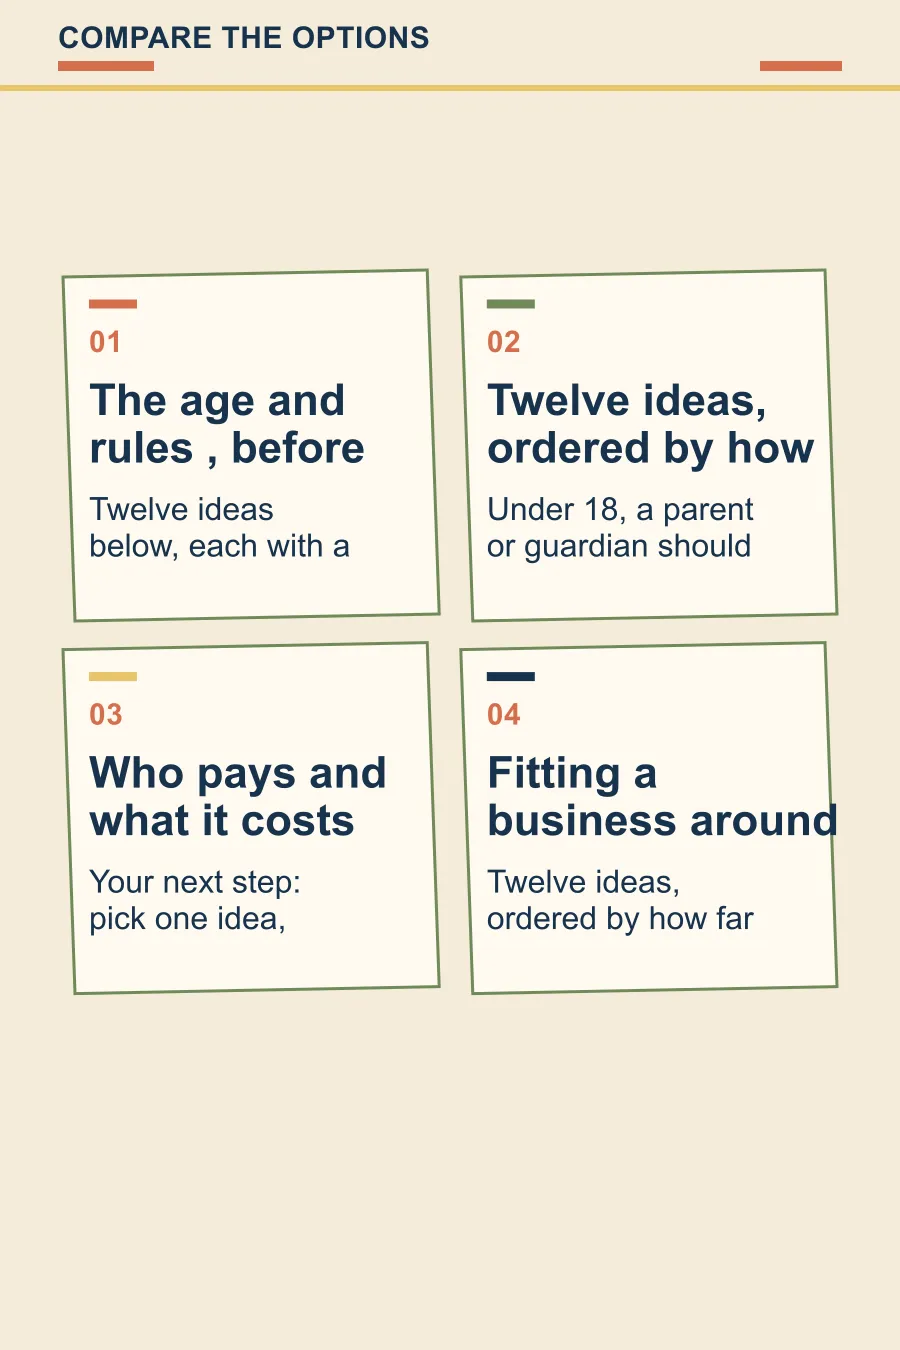 COMPARE THE OPTIONS
01
The age and
rules , before
Twelve ideas
below, each with a
02
Twelve ideas,
ordered by how
Under 18, a parent
or guardian should
03
Who pays and
what it costs
Your next step:
pick one idea,
04
Fitting a
business around
Twelve ideas,
ordered by how far